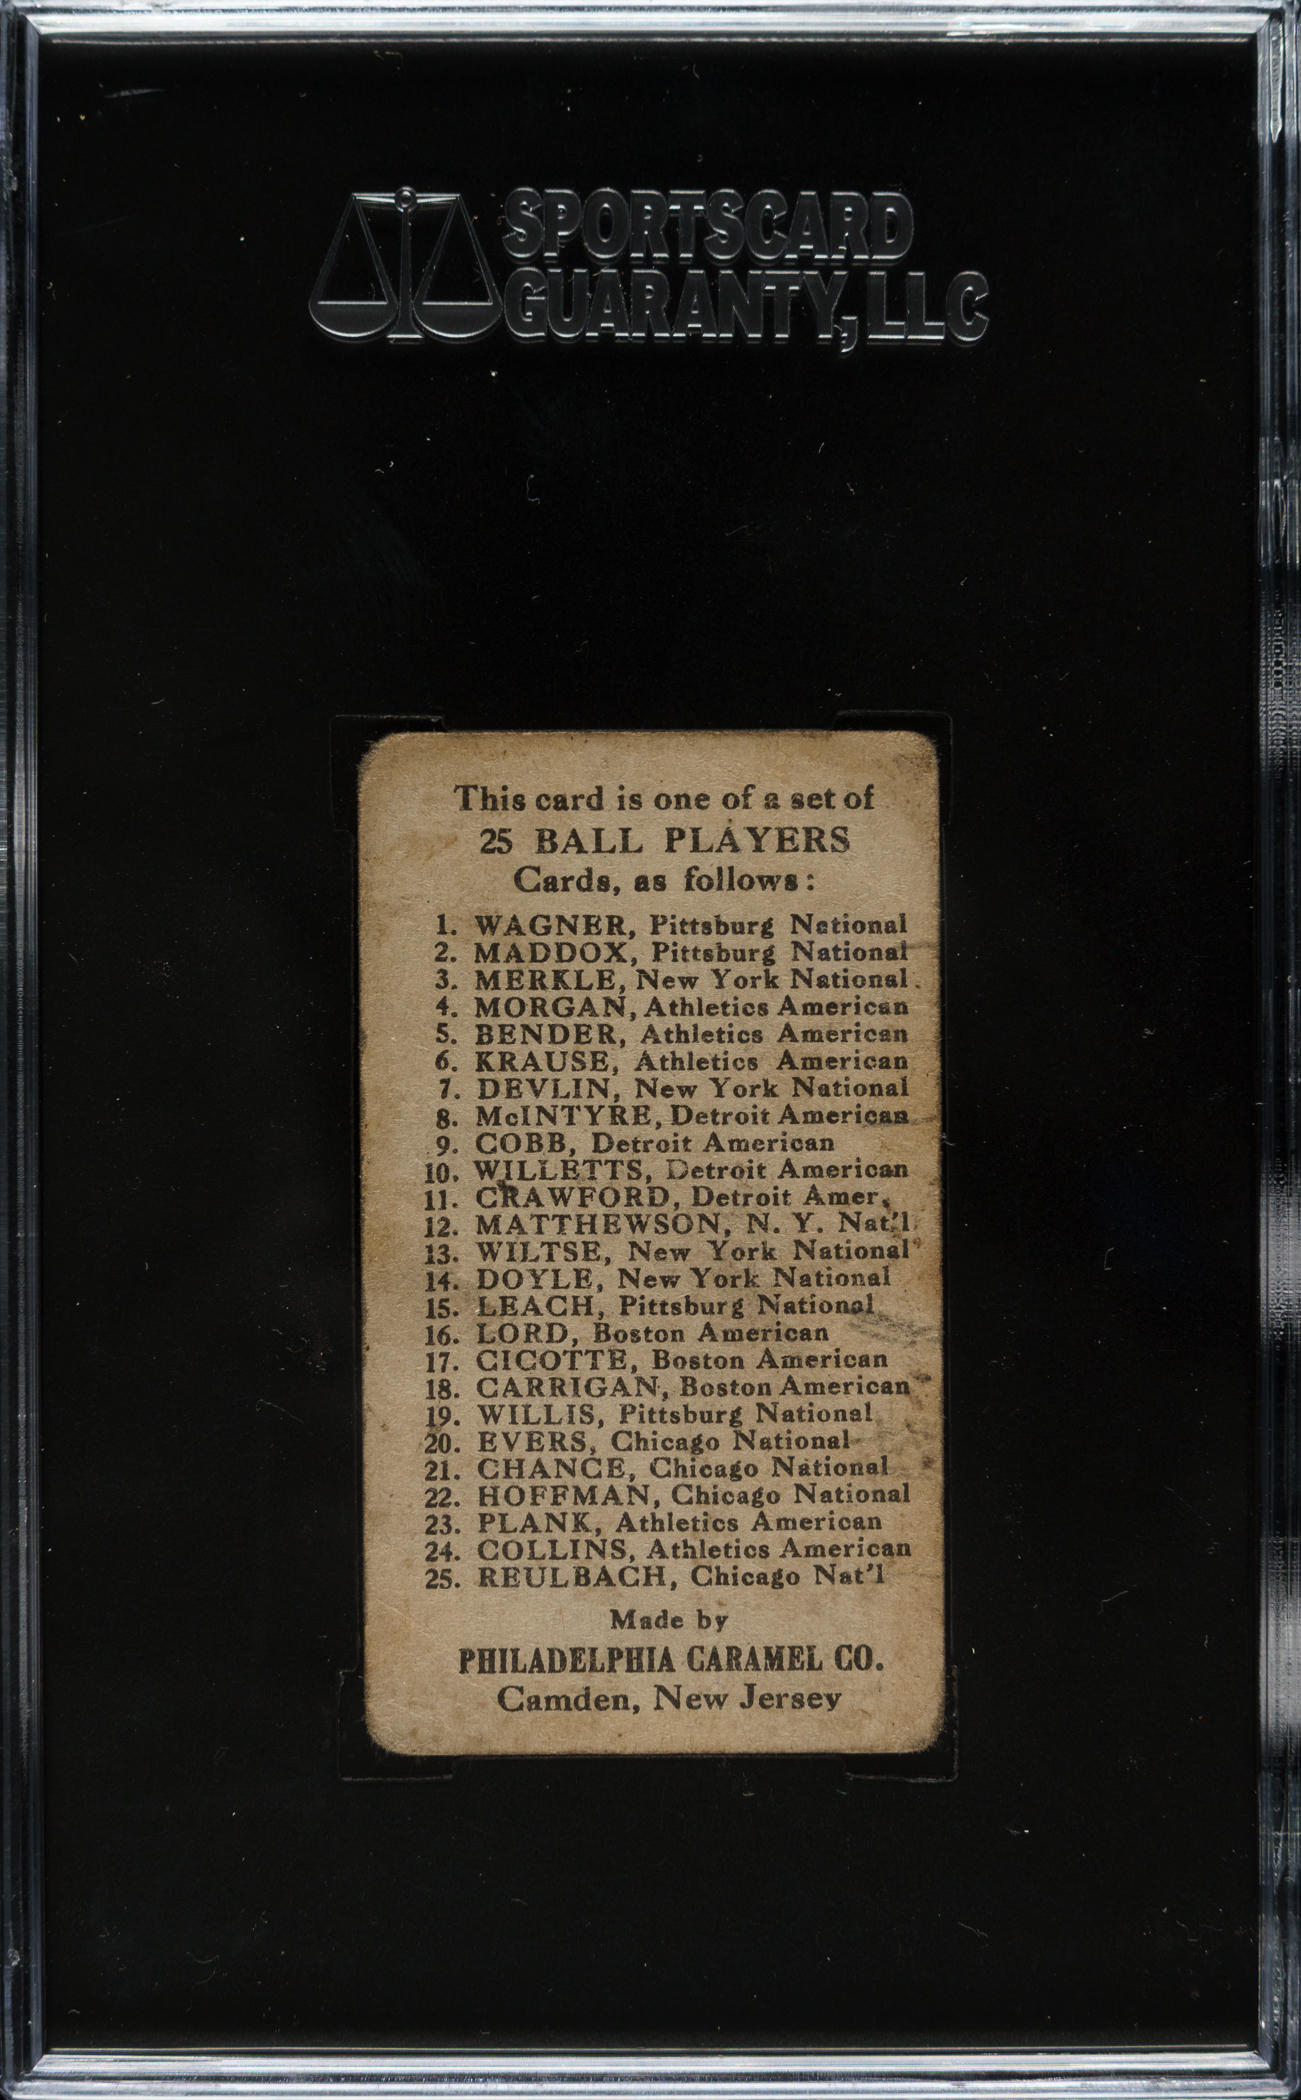 SPORTSCARD
GUARANTY, LLC
This card is one of a set of
25 BALL PLAYERS
Cards, as follows:
1. WAGNER, Pittsburg National
2. MADDOX, Pittsburg National
3. MERKLE, New York National.
4. MORGAN, Athletics American
5. BENDER, Athletics American
6. KRAUSE, Athletics American
7. DEVLIN, New York National
8. McINTYRE, Detroit American
9. COBB, Detroit American
10. WILLETTS, Detroit American
11. CRAWFORD, Detroit Amer.
12. MATTHEWSON, N. Y. Nat'l
13. WILTSE, New York National
14. DOYLE, New York National
15. LEACH, Pittsburg National
16. LORD, Boston American
17. CICOTTE, Boston American
18. CARRIGAN, Boston American
19. WILLIS, Pittsburg National
20. EVERS, Chicago National
21. CHANCE, Chicago National
22. HOFFMAN, Chicago National
23. PLANK, Athletics American
24. COLLINS, Athletics American
25. REULBACH, Chicago Nat'l
Made by
PHILADELPHIA CARAMEL CO.
Camden, New Jersey